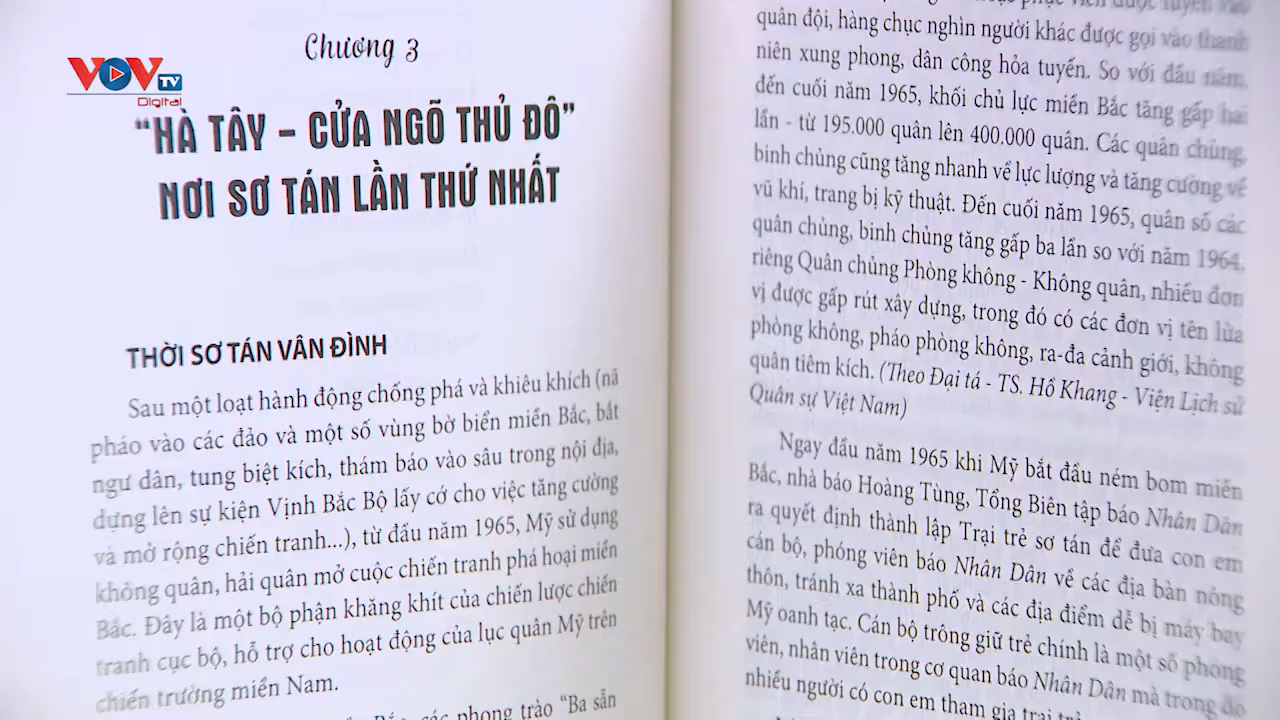 VOV TV
Digital
Chương 3
“HÀ TÂY – CỬA NGÕ THỦ ĐÔ”
NƠI SƠ TÁN LẦN THỨ NHẤT
THỜI SƠ TÁN VÂN ĐÌNH
Sau một loạt hành động chống phá và khiêu khích (nã
pháo vào các đảo và một số vùng bờ biển miền Bắc, bắt
ngư dân, tung biệt kích, thám báo vào sâu trong nội địa,
dựng lên sự kiện Vịnh Bắc Bộ lấy cớ cho việc tăng cường
và mở rộng chiến tranh...), từ đầu năm 1965, Mỹ sử dụng
không quân, hải quân mở cuộc chiến tranh phá hoại miền
Bắc. Đây là một bộ phận khăng khít của chiến lược chiến
tranh cục bộ, hỗ trợ cho hoạt động của lục quân Mỹ trên
chiến trường miền Nam.
các phong trào “Ba sẵn
quân đội, hàng chục nghìn người khác được gọi vào thanh
niên xung phong, dân công hỏa tuyến. So với đầu năm,
đến cuối năm 1965, khối chủ lực miền Bắc tăng gấp hai
lần - từ 195.000 quân lên 400.000 quân. Các quân chủng,
binh chủng cũng tăng nhanh về lực lượng và tăng cường về
vũ khí, trang bị kỹ thuật. Đến cuối năm 1965, quân số các
quân chủng, binh chủng tăng gấp ba lần so với năm 1964,
riêng Quân chủng Phòng không - Không quân, nhiều đơn
vị được gấp rút xây dựng, trong đó có các đơn vị tên lửa
phòng không, pháo phòng không, ra-đa cảnh giới, không
quân tiêm kích. (Theo Đại tá - TS. Hồ Khang - Viện Lịch sử
Quân sự Việt Nam)
Ngay đầu năm 1965 khi Mỹ bắt đầu ném bom miền
Bắc, nhà báo Hoàng Tùng, Tổng Biên tập báo Nhân Dân
ra quyết định thành lập Trại trẻ sơ tán để đưa con em
cán bộ, phóng viên báo Nhân Dân về các địa bàn nông
thôn, tránh xa thành phố và các địa điểm dễ bị máy bay
Mỹ oanh tạc. Cán bộ trông giữ trẻ chính là một số phóng
viên, nhân viên trong cơ quan báo Nhân Dân mà trong đó
nhiều người có con em tham gia trại trẻ